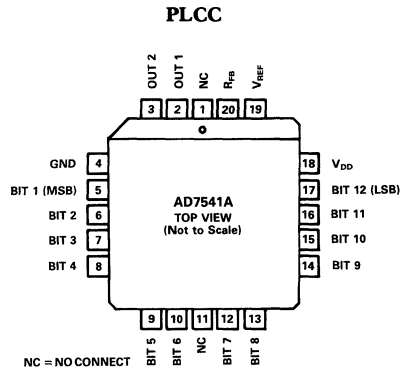 PLCC
OUT 2
OUT 1
NC
RFB
VREF
3 2 1 20 19
GND 4
BIT 1 (MSB) 5
BIT 2 6
BIT 3 7
BIT 4 8
AD7541A
TOP VIEW
(Not to Scale)
18 VDD
17 BIT 12 (LSB)
16 BIT 11
15 BIT 10
14 BIT 9
9 10 11 12 13
BIT 5
BIT 6
NC
BIT 7
BIT 8
NC = NO CONNECT